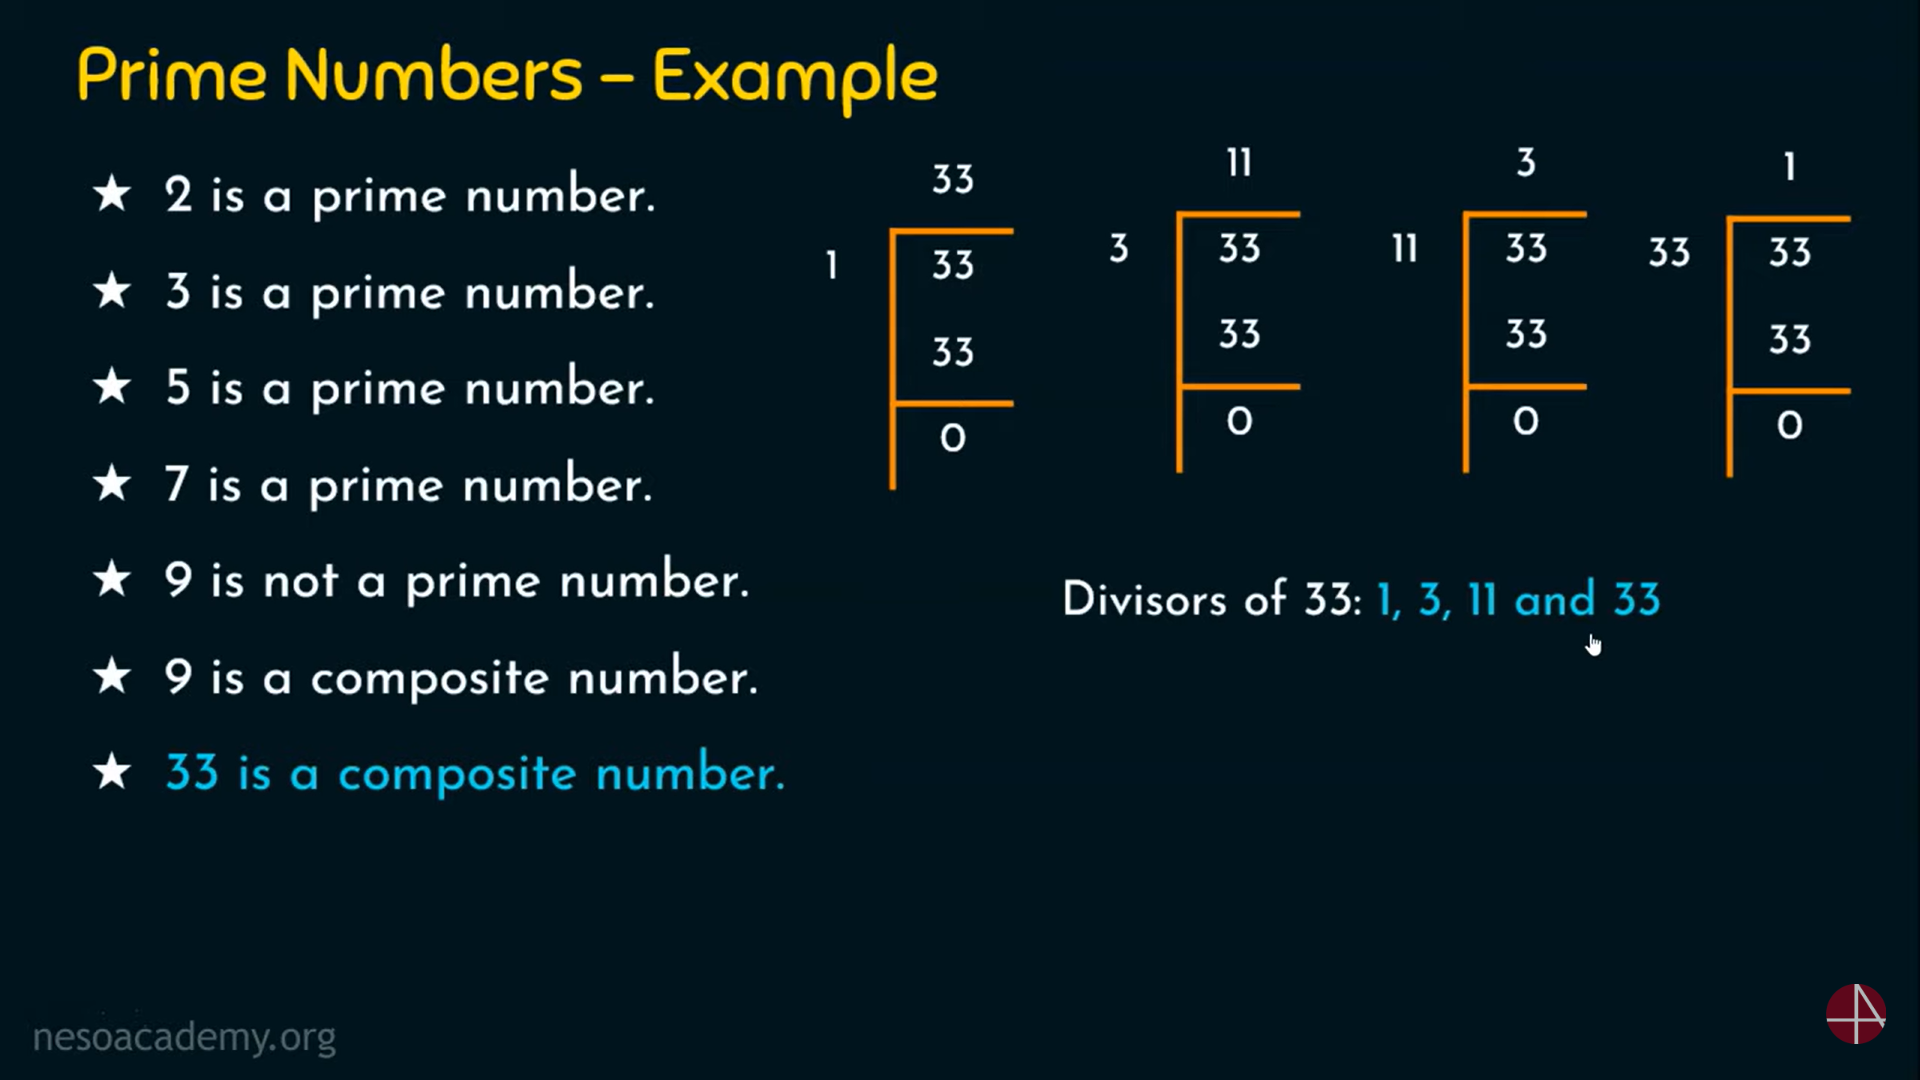 Prime Numbers – Example
★ 2 is a prime number.
★ 3 is a prime number.
★ 5 is a prime number.
★ 7 is a prime number.
★ 9 is not a prime number.
★ 9 is a composite number.
★ 33 is a composite number.
33
1 33
33
0
11
3 33
33
0
3
11 33
33
0
1
33 33
33
0
Divisors of 33: 1, 3, 11 and 33
nesoacademy.org